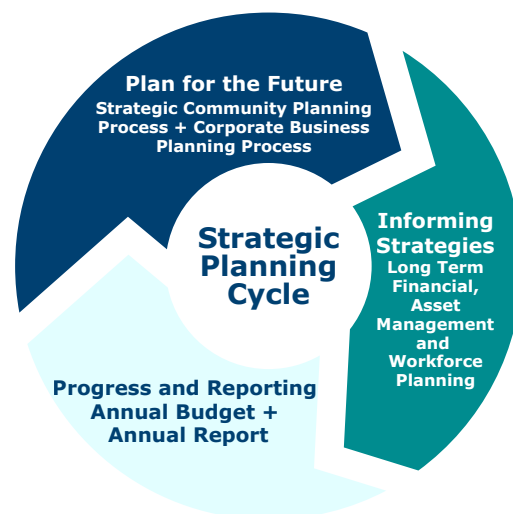 Plan for the Future
Strategic Community Planning
Process + Corporate Business
Planning Process
Strategic
Planning
Cycle
Informing
Strategies
Long Term
Financial,
Asset
Management
and
Workforce
Planning
Progress and Reporting
Annual Budget +
Annual Report